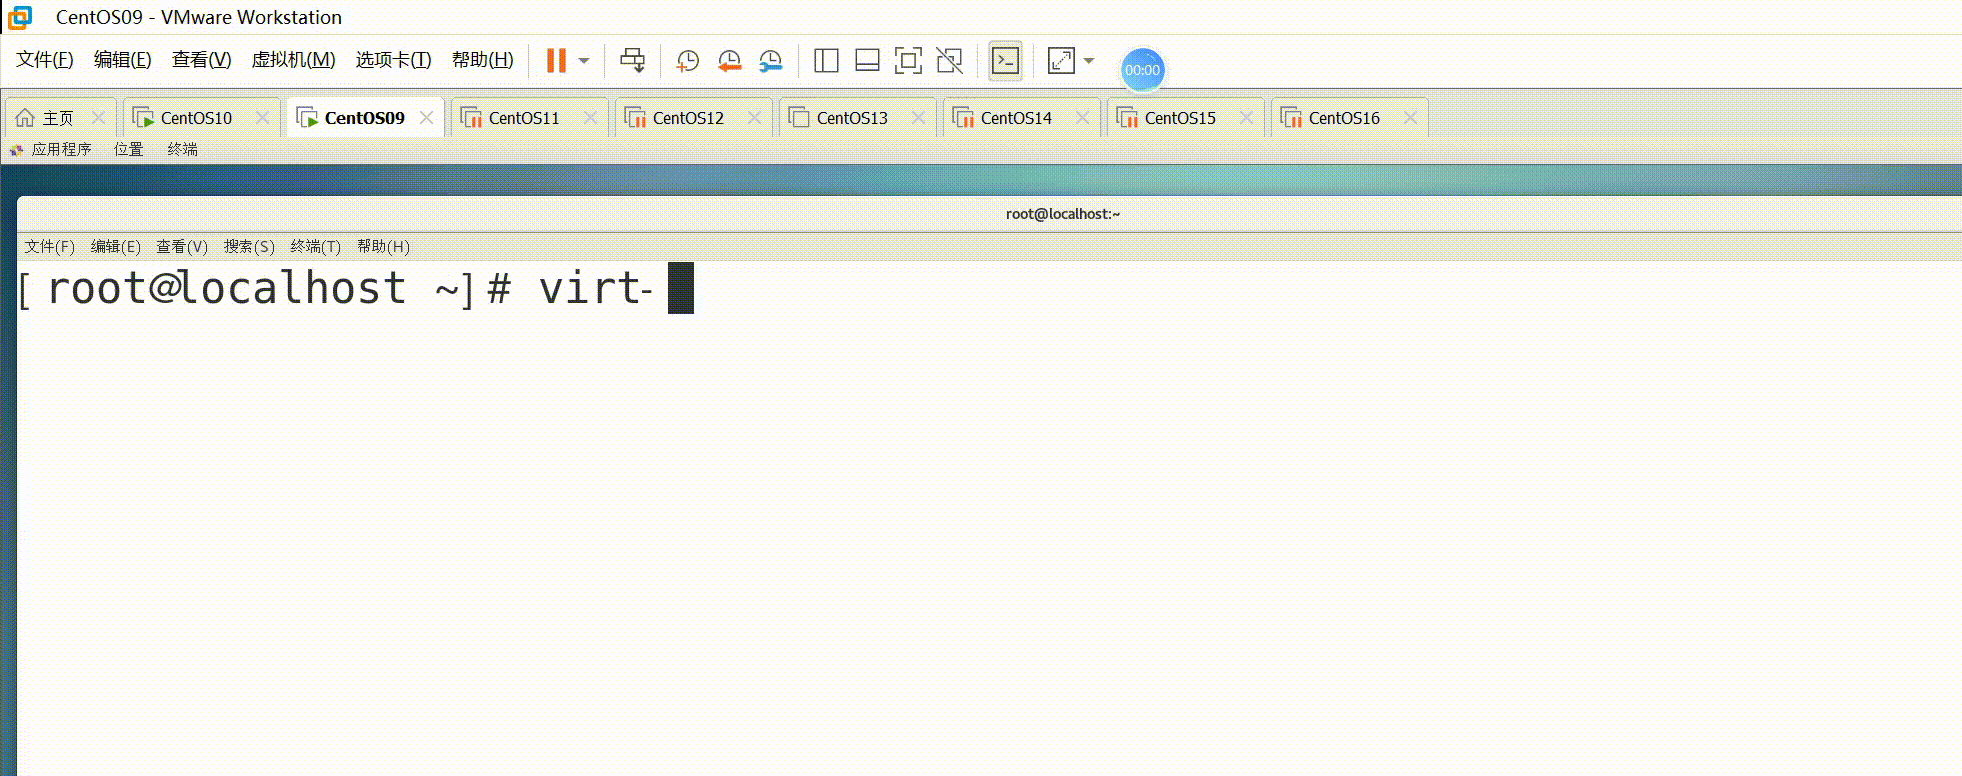 CentOS09 - VMware Workstation
文件(F) 编辑(E) 查看(V) 虚拟机(M) 选项卡(T) 帮助(H) 00:00
主页 CentOS10 CentOS09 CentOS11 CentOS12 CentOS13 CentOS14 CentOS15 CentOS16
应用程序 位置 终端
root@localhost:~
文件(F) 编辑(E) 查看(V) 搜索(S) 终端(T) 帮助(H)
[root@localhost ~]# virt-